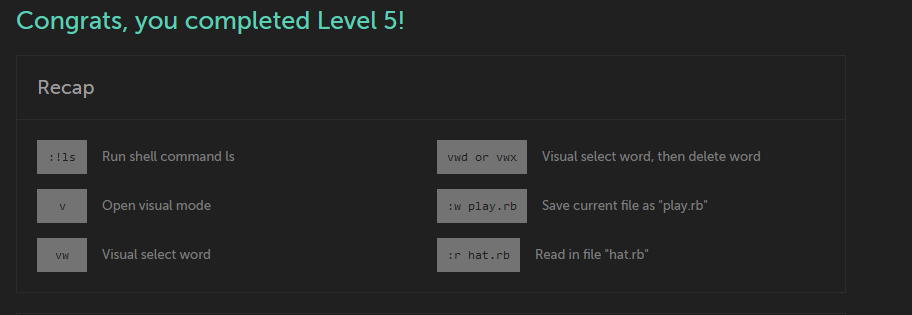 Congrats, you completed Level 5!
Recap
:!ls Run shell command ls
vwd or vwx Visual select word, then delete word
v Open visual mode
:w play.rb Save current file as "play.rb"
vw Visual select word
:r hat.rb Read in file "hat.rb"